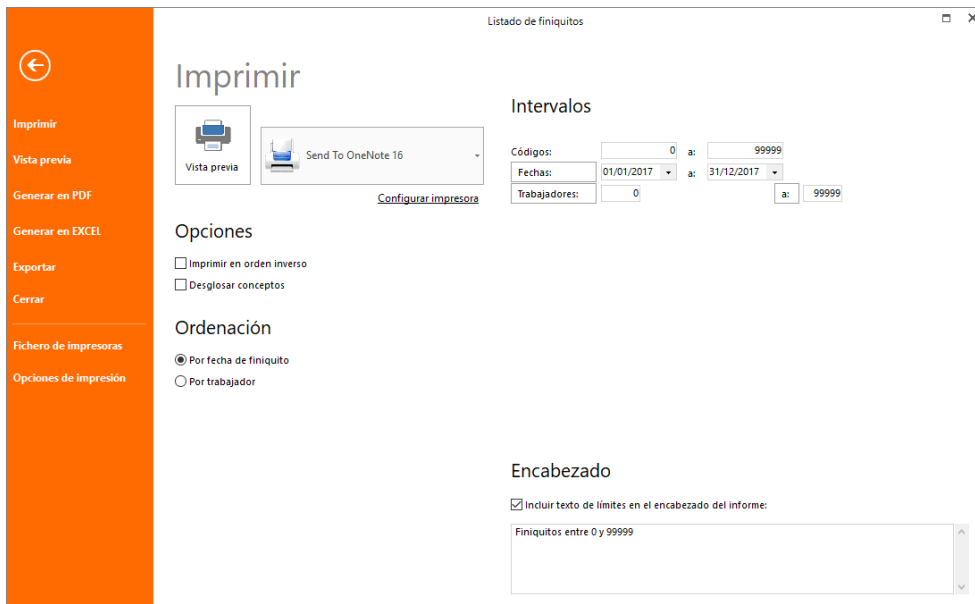 Listado de finiquitos
Imprimir
Vista previa
Generar en PDF
Generar en EXCEL
Exportar
Cerrar
Fichero de impresoras
Opciones de impresión
Imprimir
Vista previa
Send To OneNote 16
Configurar impresora
Opciones
Imprimir en orden inverso
Desglosar conceptos
Ordenación
Por fecha de finiquito
Por trabajador
Intervalos
Códigos: 0 a: 99999
Fechas: 01/01/2017 a: 31/12/2017
Trabajadores: 0 a: 99999
Encabezado
Incluir texto de límites en el encabezado del informe:
Finiquitos entre 0 y 99999